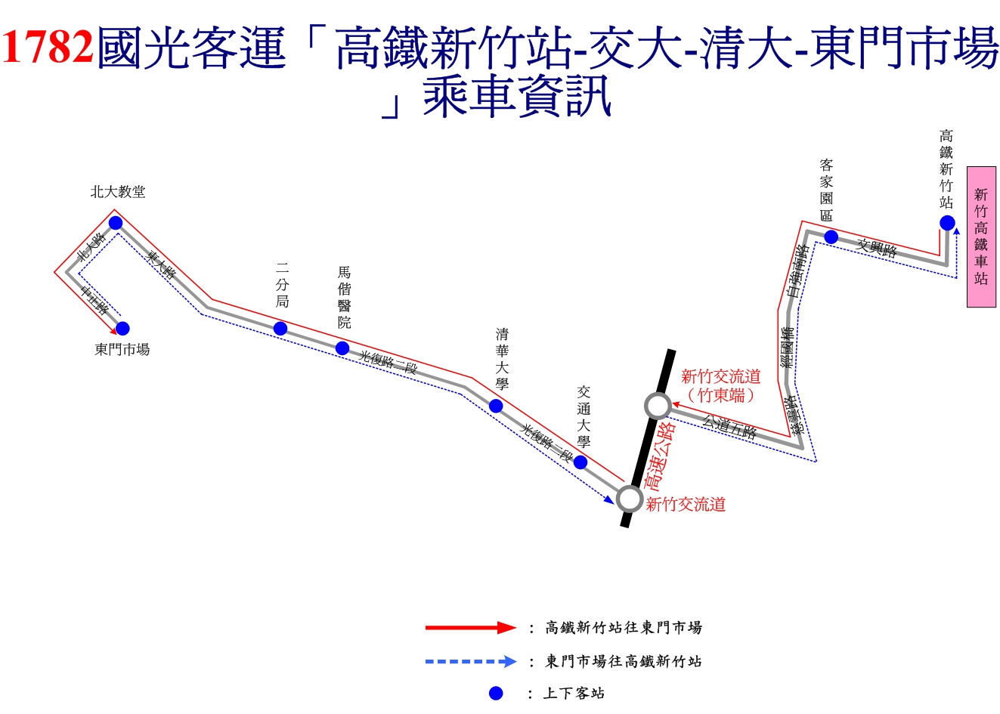 1782國光客運「高鐵新竹站-交大-清大-東門市場
」乘車資訊
高鐵新竹站
新竹高鐵車站
客家園區
文興路
自強南路
經國橋
慈雲路
公道五路
新竹交流道
（竹東端）
高速公路
新竹交流道
交通大學
光復路二段
清華大學
光復路二段
馬偕醫院
二分局
東大路
北大教堂
北大路
中正路
東門市場
：高鐵新竹站往東門市場
：東門市場往高鐵新竹站
：上下客站